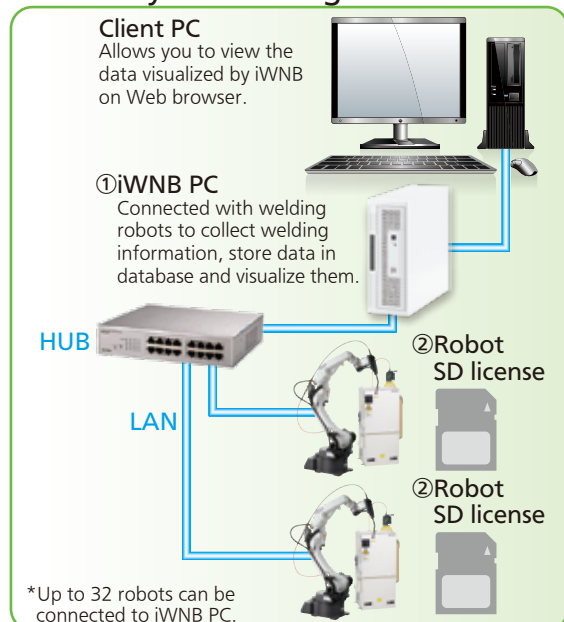 Client PC
Allows you to view the
data visualized by iWNB
on Web browser.
①iWNB PC
Connected with welding
robots to collect welding
information, store data in
database and visualize them.
HUB
LAN
②Robot
SD license
②Robot
SD license
*Up to 32 robots can be
connected to iWNB PC.